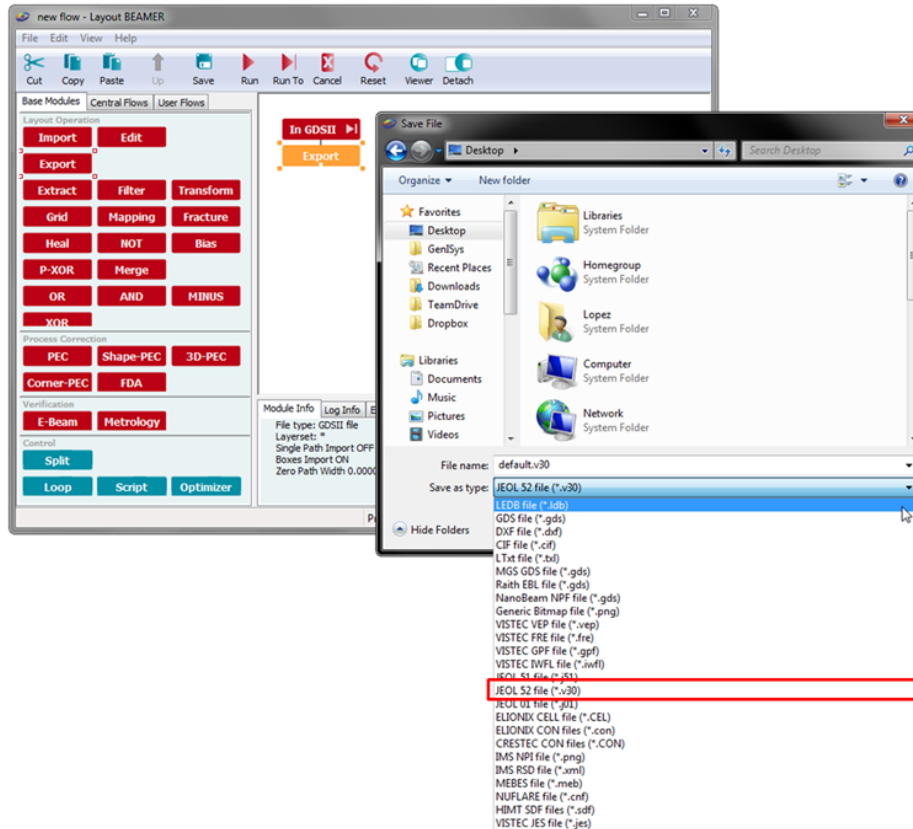 new flow - Layout BEAMER
File Edit View Help
Cut Copy Paste Up Save Run Run To Cancel Reset Viewer Detach
Base Modules Central Flows User Flows
Layout Operation
Import Edit
Export
Extract Filter Transform
Grid Mapping Fracture
Heal NOT Bias
P-XOR Merge
OR AND MINUS
XOR
Process Correction
PEC Shape-PEC 3D-PEC
Corner-PEC FDA
Verification
E-Beam Metrology
Control
Split
Loop Script Optimizer
In GDSII
Export
Module Info Log Info
File type: GDSII file
Layerset: *
Single Path Import OFF
Boxes Import ON
Zero Path Width 0.0000
Save File
Desktop
Search Desktop
Organize New folder
Favorites
Desktop
GenISys
Recent Places
Downloads
TeamDrive
Dropbox
Libraries
Documents
Music
Pictures
Videos
Libraries
System Folder
Homegroup
System Folder
Lopez
System Folder
Computer
System Folder
Network
System Folder
File name: default.v30
Save as type: JEOL 52 file (*.v30)
Hide Folders
LEDB file (*.ldb)
GDS file (*.gds)
DXF file (*.dxf)
CIF file (*.cif)
LTxt file (*.txl)
MGS GDS file (*.gds)
Raith EBL file (*.gds)
NanoBeam NPF file (*.gds)
Generic Bitmap file (*.png)
VISTEC VEP file (*.vep)
VISTEC FRE file (*.fre)
VISTEC GPF file (*.gpf)
VISTEC IWFL file (*.iwfl)
JEOL 51 file (*.j51)
JEOL 52 file (*.v30)
JEOL 01 file (*.j01)
ELIONIX CELL file (*.CEL)
ELIONIX CON files (*.con)
CRESTEC CON files (*.CON)
IMS NPI file (*.png)
IMS RSD file (*.xml)
MEBES file (*.meb)
NUFLARE file (*.cnf)
HIMT SDF files (*.sdf)
VISTEC JES file (*.jes)